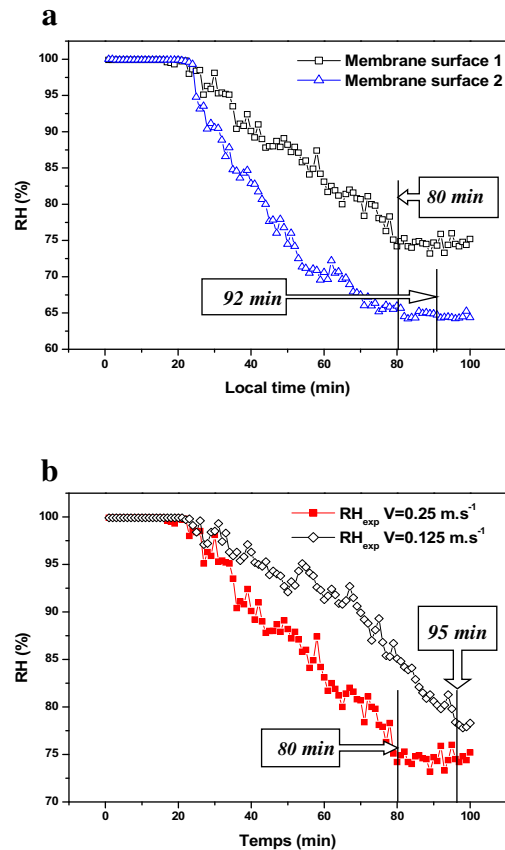 a
100
95
90
85
80
75
70
65
60
RH (%)
Membrane surface 1
Membrane surface 2
80 min
92 min
0
20
40
60
80
100
Local time (min)
b
100
95
90
85
80
75
70
RH (%)
RHexp V=0.25 m.s-1
RHexp V=0.125 m.s-1
95 min
80 min
0
20
40
60
80
100
Temps (min)